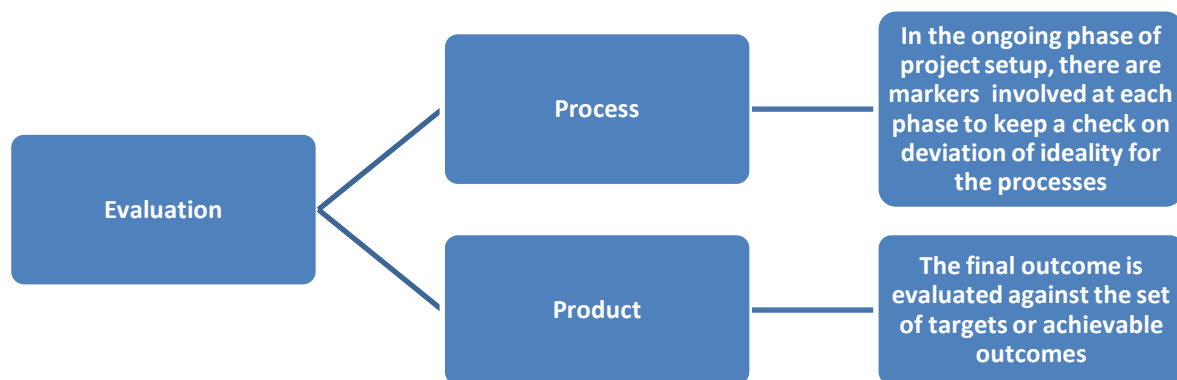 Evaluation
Process
In the ongoing phase of
project setup, there are
markers involved at each
phase to keep a check on
deviation of ideality for
the processes
Product
The final outcome is
evaluated against the set
of targets or achievable
outcomes